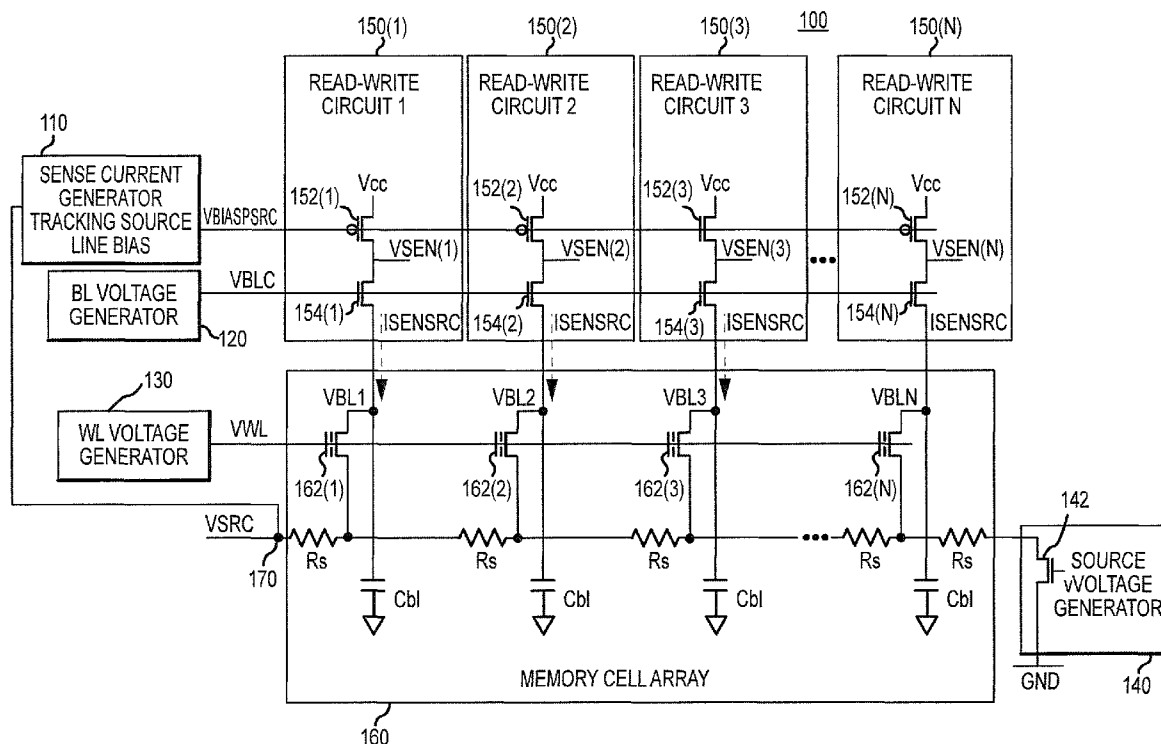 150(1)
150(2)
150(3)
100
150(N)
READ-WRITE
CIRCUIT 1
READ-WRITE
CIRCUIT 2
READ-WRITE
CIRCUIT 3
READ-WRITE
CIRCUIT N
110
SENSE CURRENT
GENERATOR
TRACKING SOURCE
LINE BIAS
VBIASPSRC
152(1)
Vcc
152(2)
Vcc
152(3)
Vcc
152(N)
Vcc
VSEN(1)
VSEN(2)
VSEN(3)
VSEN(N)
BL VOLTAGE
GENERATOR
VBLC
120
154(1)
ISENSRC
154(2)
ISENSRC
154(3)
ISENSRC
154(N)
ISENSRC
130
WL VOLTAGE
GENERATOR
VWL
VBL1
VBL2
VBL3
VBLN
162(1)
162(2)
162(3)
162(N)
VSRC
170
Rs
Rs
Rs
Rs
Rs
142
SOURCE
vVOLTAGE
GENERATOR
Cbl
Cbl
Cbl
Cbl
GND
140
MEMORY CELL ARRAY
160